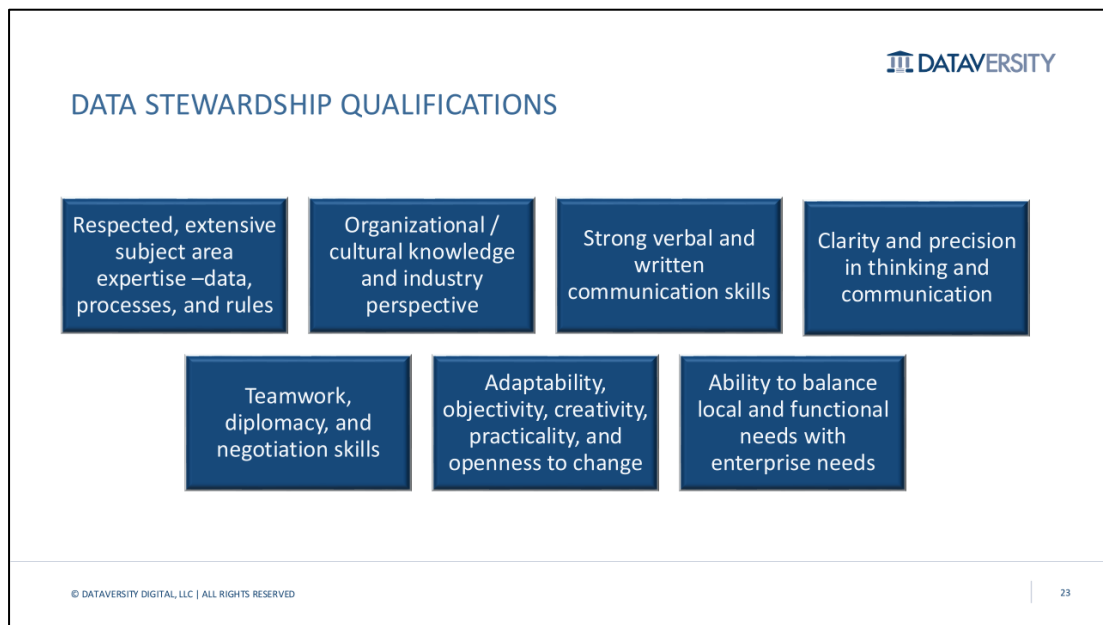 DATAVERSITY
DATA STEWARDSHIP QUALIFICATIONS
Respected, extensive
subject area
expertise –data,
processes, and rules
Organizational /
cultural knowledge
and industry
perspective
Strong verbal and
written
communication skills
Clarity and precision
in thinking and
communication
Teamwork,
diplomacy, and
negotiation skills
Adaptability,
objectivity, creativity,
practicality, and
openness to change
Ability to balance
local and functional
needs with
enterprise needs
© DATAVERSITY DIGITAL, LLC | ALL RIGHTS RESERVED
23